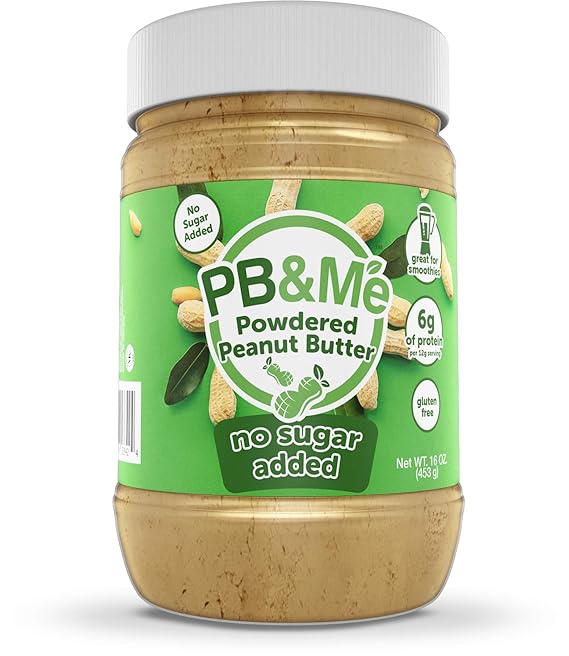 No
Sugar
Added
PB&Me
Powdered
Peanut Butter
no sugar
added
great for
smoothies
6g
of protein
per 12g serving
gluten
free
Net WT. 16 OZ.
(453 g)